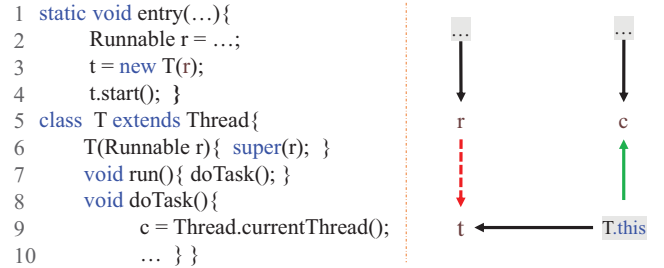 1 static void entry(…){
2 Runnable r = …;
3 t = new T(r);
4 t.start(); }
5 class T extends Thread{
6 T(Runnable r){ super(r); }
7 void run(){ doTask(); }
8 void doTask(){
9 c = Thread.currentThread();
10 … } }
… …
r c
t T.this